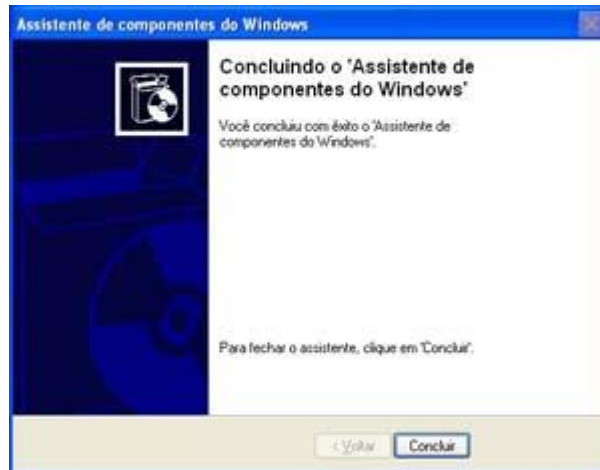 Assistente de componentes do Windows
Concluindo o 'Assistente de
componentes do Windows'
Você concluiu com êxito o 'Assistente de
componentes do Windows'.
Para fechar o assistente, clique em 'Concluir'.
< Voltar
Concluir